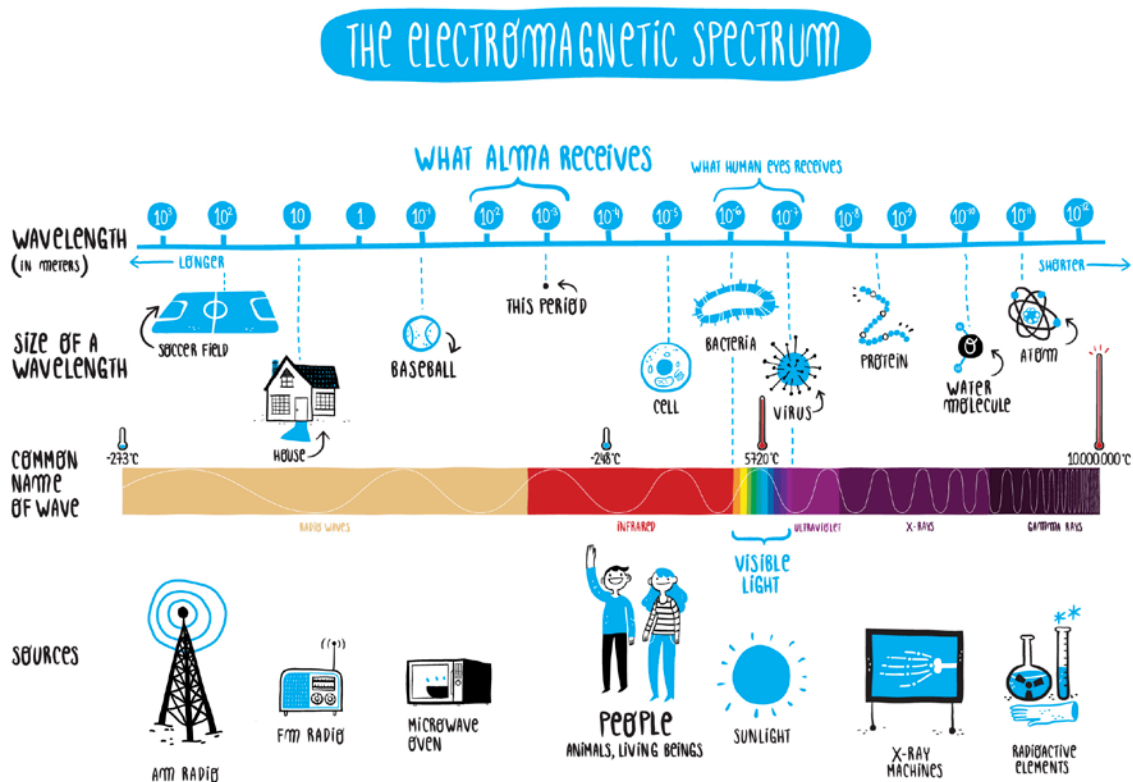 THE ELECTROMAGNETIC SPECTRUM
WHAT ALMA RECEIVES
WHAT HUMAN EYES RECEIVES
10³ 10² 10 1 10⁻¹ 10⁻² 10⁻³ 10⁻⁴ 10⁻⁵ 10⁻⁶ 10⁻⁷ 10⁻⁸ 10⁻⁹ 10⁻¹⁰ 10⁻¹¹ 10⁻¹²
WAVELENGTH
(IN METERS)
LONGER
SHORTER
SIZE OF A
WAVELENGTH
SOCCER FIELD
HOUSE
BASEBALL
THIS PERIOD
CELL
BACTERIA
VIRUS
PROTEIN
O
WATER
MOLECULE
ATOM
-273°C
-248°C
5720°C
10000000°C
COMMON
NAME
OF WAVE
RADIO WAVES
INFRARED
ULTRAVIOLET
X-RAYS
GAMMA RAYS
VISIBLE
LIGHT
SOURCES
AM RADIO
FM RADIO
MICROWAVE
OVEN
PEOPLE
ANIMALS, LIVING BEINGS
SUNLIGHT
X-RAY
MACHINES
RADIOACTIVE
ELEMENTS